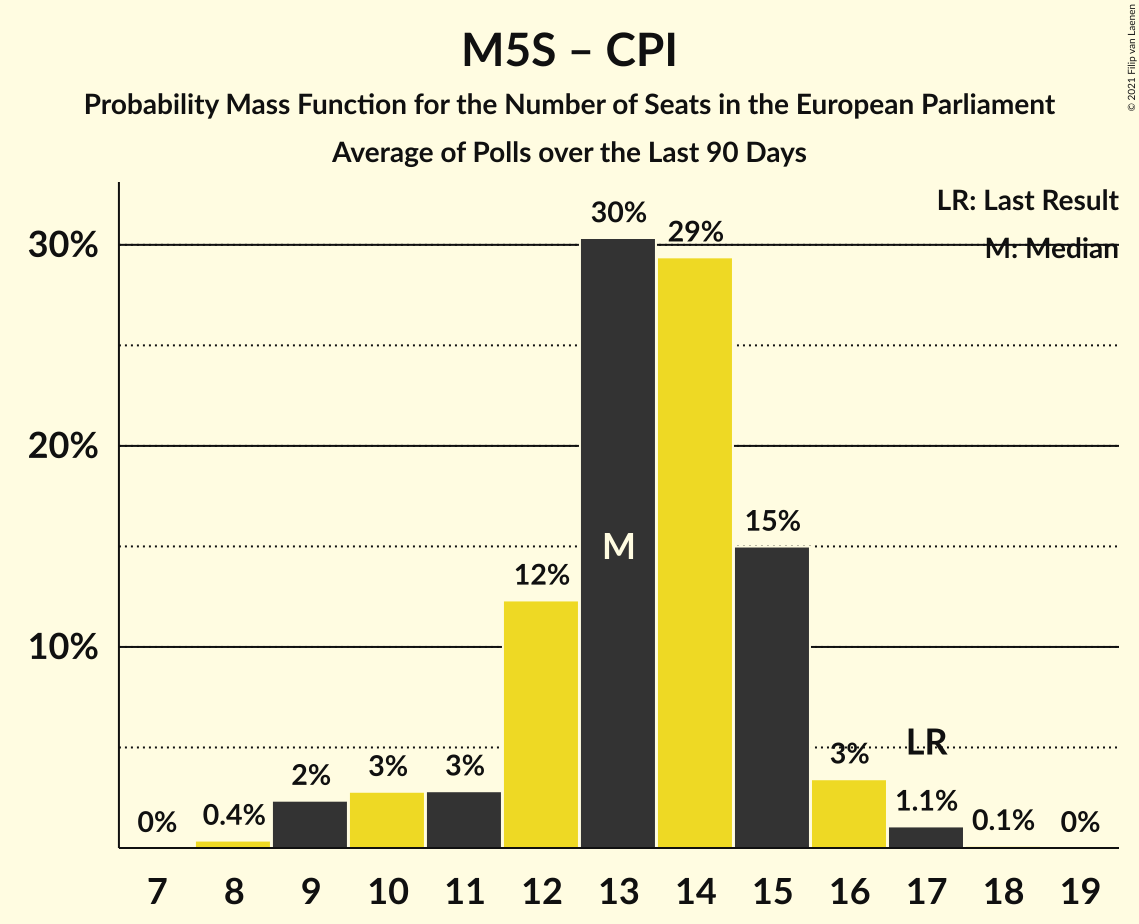 M5S – CPI
Probability Mass Function for the Number of Seats in the European Parliament
Average of Polls over the Last 90 Days
© 2021 Filip van Laenen
LR: Last Result
M: Median
30%
20%
10%
0%
0.4%
2%
3%
3%
12%
30%
29%
15%
3%
1.1%
0.1%
0%
M
LR
7 8 9 10 11 12 13 14 15 16 17 18 19